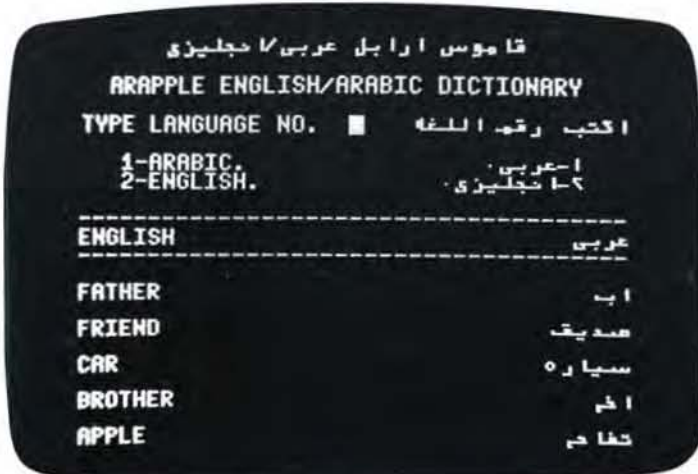 قاموس ارابل عربى/انجليزى
ARAPPLE ENGLISH/ARABIC DICTIONARY
TYPE LANGUAGE NO. اكتب رقم اللغه
1-ARABIC. ١-عربى.
2-ENGLISH. ٢-انجليزى.
ENGLISH عربى
FATHER اب
FRIEND صديق
CAR سياره
BROTHER اخ
APPLE تفاح